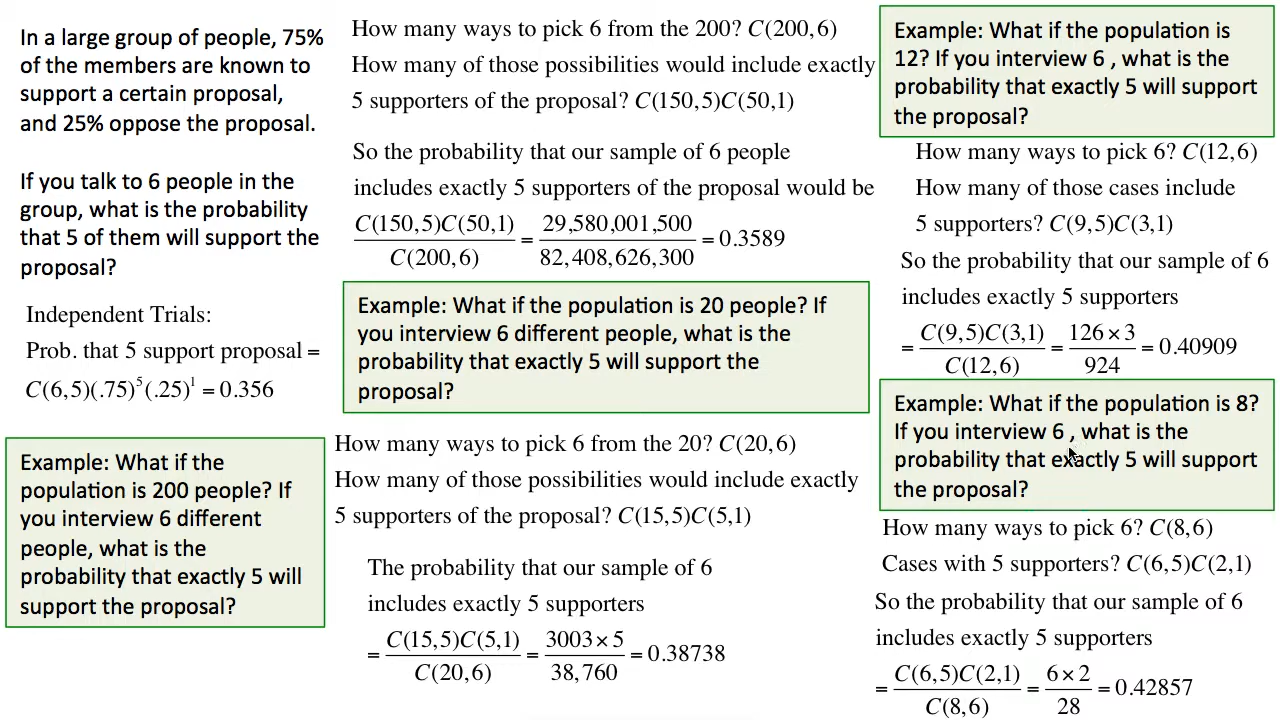 In a large group of people, 75%
of the members are known to
support a certain proposal,
and 25% oppose the proposal.
If you talk to 6 people in the
group, what is the probability
that 5 of them will support the
proposal?
Independent Trials:
Prob. that 5 support proposal =
C(6,5)(.75)⁵(.25)¹ = 0.356
Example: What if the
population is 200 people? If
you interview 6 different
people, what is the
probability that exactly 5 will
support the proposal?
How many ways to pick 6 from the 200? C(200,6)
How many of those possibilities would include exactly
5 supporters of the proposal? C(150,5)C(50,1)
So the probability that our sample of 6 people
includes exactly 5 supporters of the proposal would be
C(150,5)C(50,1) / C(200,6) = 29,580,001,500 / 82,408,626,300 = 0.3589
Example: What if the population is 20 people? If
you interview 6 different people, what is the
probability that exactly 5 will support the
proposal?
How many ways to pick 6 from the 20? C(20,6)
How many of those possibilities would include exactly
5 supporters of the proposal? C(15,5)C(5,1)
The probability that our sample of 6
includes exactly 5 supporters
= C(15,5)C(5,1) / C(20,6) = 3003 × 5 / 38,760 = 0.38738
Example: What if the population is
12? If you interview 6 , what is the
probability that exactly 5 will support
the proposal?
How many ways to pick 6? C(12,6)
How many of those cases include
5 supporters? C(9,5)C(3,1)
So the probability that our sample of 6
includes exactly 5 supporters
= C(9,5)C(3,1) / C(12,6) = 126 × 3 / 924 = 0.40909
Example: What if the population is 8?
If you interview 6 , what is the
probability that exactly 5 will support
the proposal?
How many ways to pick 6? C(8,6)
Cases with 5 supporters? C(6,5)C(2,1)
So the probability that our sample of 6
includes exactly 5 supporters
= C(6,5)C(2,1) / C(8,6) = 6 × 2 / 28 = 0.42857